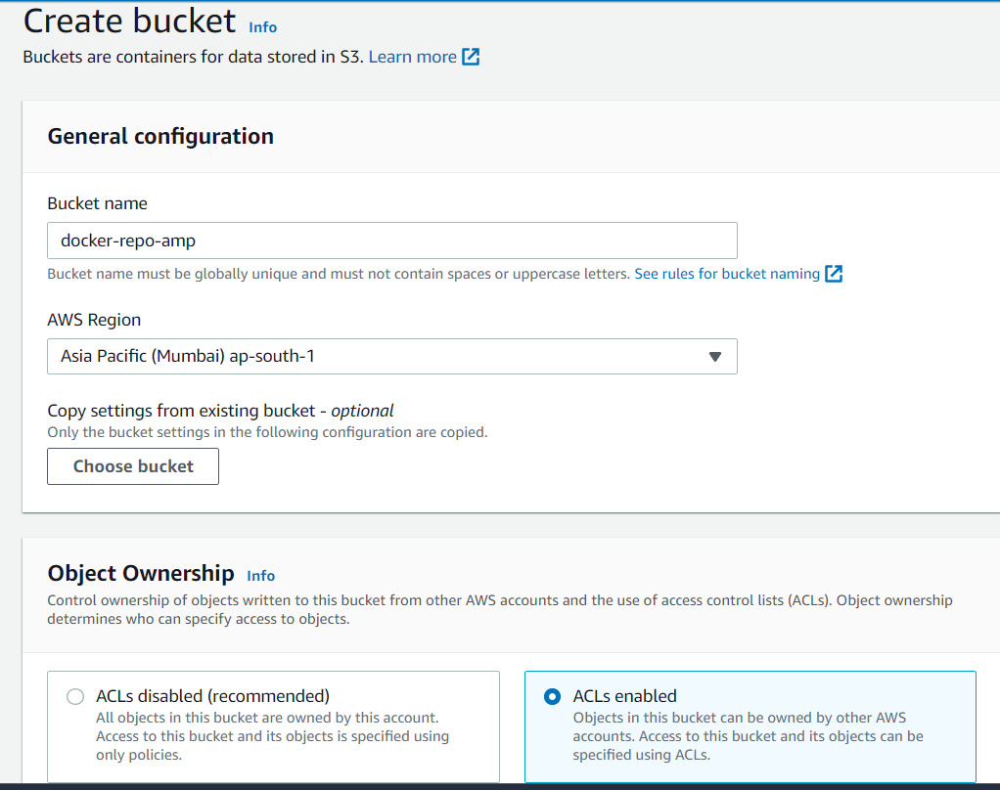 Create bucket Info
Buckets are containers for data stored in S3. Learn more
General configuration
Bucket name
docker-repo-amp
Bucket name must be globally unique and must not contain spaces or uppercase letters. See rules for bucket naming
AWS Region
Asia Pacific (Mumbai) ap-south-1
Copy settings from existing bucket - optional
Only the bucket settings in the following configuration are copied.
Choose bucket
Object Ownership Info
Control ownership of objects written to this bucket from other AWS accounts and the use of access control lists (ACLs). Object ownership
determines who can specify access to objects.
ACLs disabled (recommended)
All objects in this bucket are owned by this account.
Access to this bucket and its objects is specified using
only policies.
ACLs enabled
Objects in this bucket can be owned by other AWS
accounts. Access to this bucket and its objects can be
specified using ACLs.